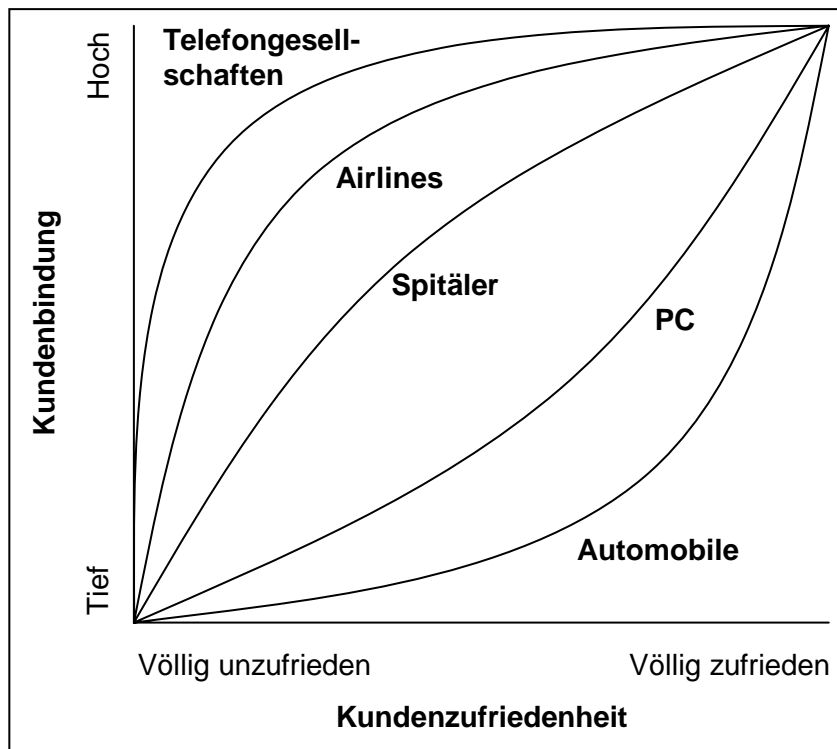 Telefongesell-
schaften
Airlines
Spitäler
PC
Automobile
Hoch
Kundenbindung
Tief
Völlig unzufrieden
Völlig zufrieden
Kundenzufriedenheit